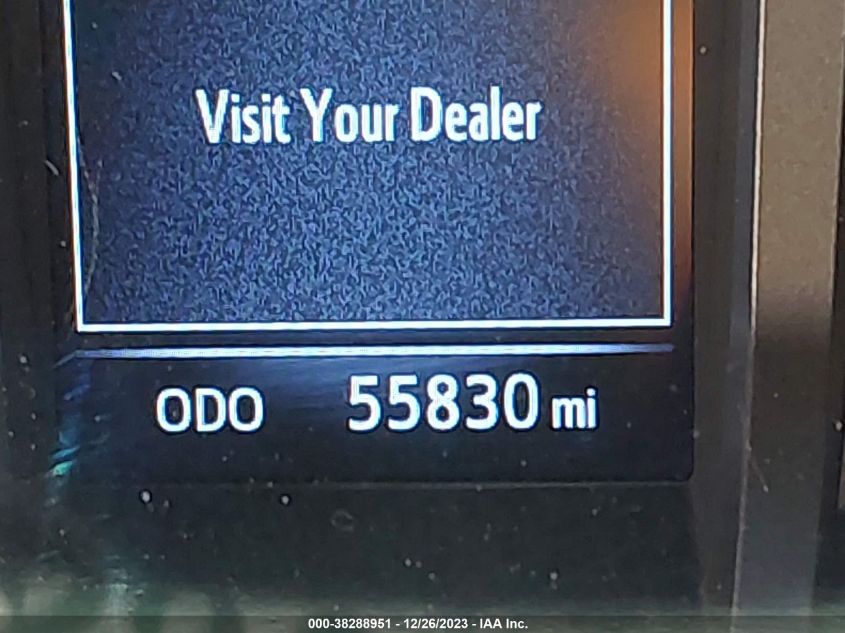 Visit Your Dealer
ODO 55830 mi
000-38288951 - 12/26/2023 - IAA Inc.